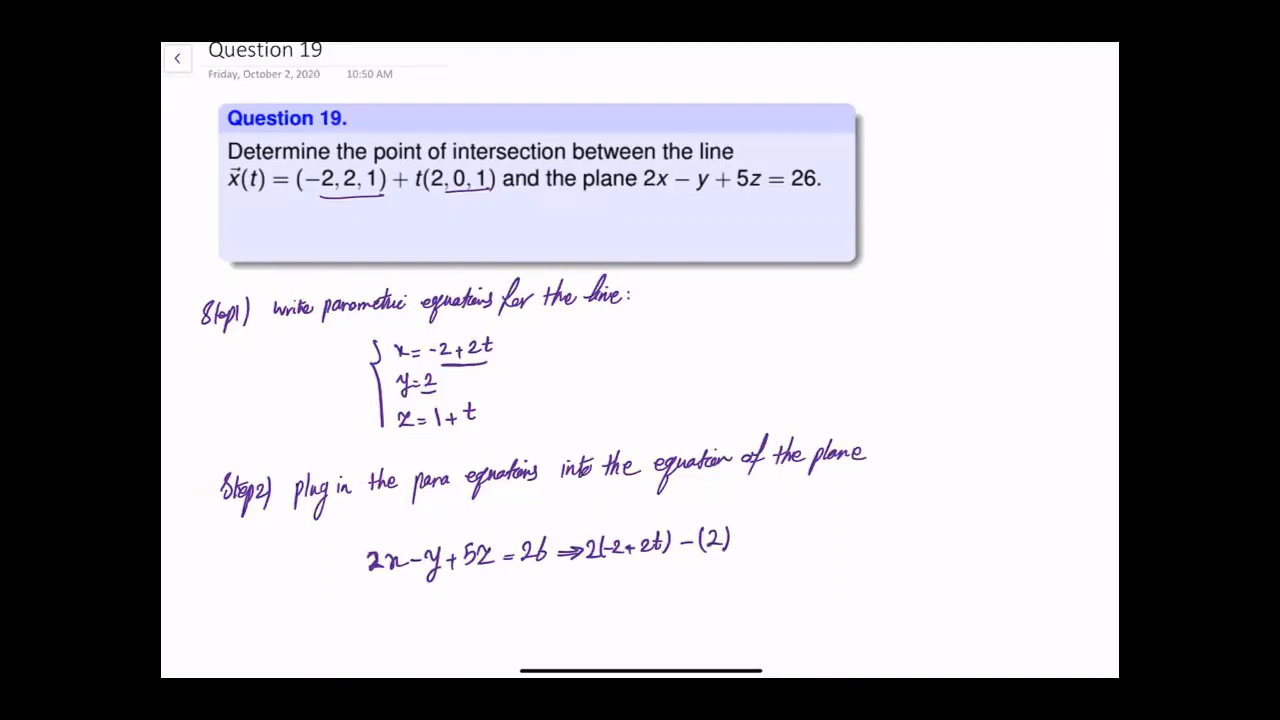 Question 19
Friday, October 2, 2020 10:50 AM
Question 19.
Determine the point of intersection between the line
x⃗(t) = (−2, 2, 1) + t(2, 0, 1) and the plane 2x − y + 5z = 26.
Step1) write parametric equations for the line:
x = -2+2t
y=2
z = 1+t
Step2) plug in the para equations into the equation of the plane
2x-y+5z = 26 ⇒ 2(-2+2t) - (2)